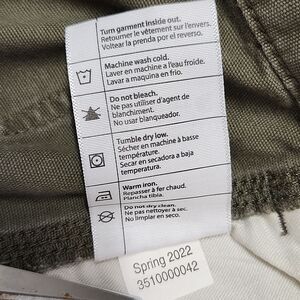 Turn garment inside out.
Retourner le vêtement sur l'envers.
Voltear la prenda por el reverso.
Machine wash cold.
Laver en machine a l'eau froide.
Lavar a maquina en frio.
Do not bleach.
Ne pas utiliser d'agent de
blanchiment.
No usar blanqueador.
Tumble dry low.
Sécher en machine à basse
température.
Secar en secadora a baja
temperatura.
Warm iron.
Repasser à fer chaud.
Plancha tibia.
Do not dry clean.
Ne pas nettoyer à sec.
No limpiar en seco.
Spring 2022
3510000042